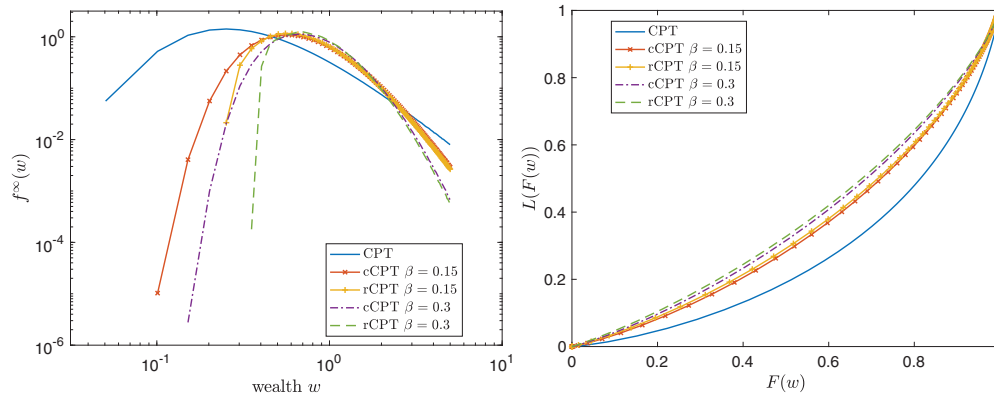 10^0
10^{-2}
10^{-4}
10^{-6}
f^∞(w)
10^{-1}
10^0
10^1
wealth w
CPT
cCPT β = 0.15
rCPT β = 0.15
cCPT β = 0.3
rCPT β = 0.3
1
0.8
0.6
0.4
0.2
0
L(F(w))
0
0.2
0.4
0.6
0.8
F(w)
CPT
cCPT β = 0.15
rCPT β = 0.15
cCPT β = 0.3
rCPT β = 0.3